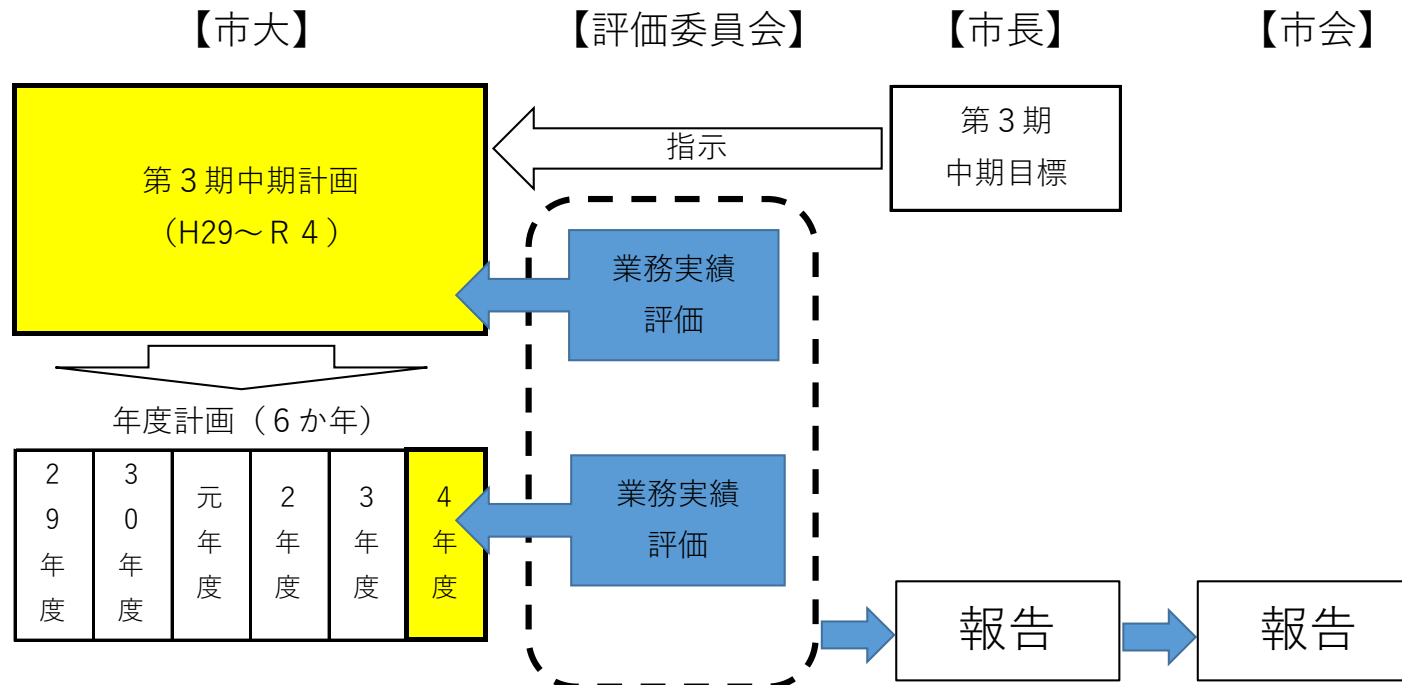 【市大】
【評価委員会】
【市長】
【市会】
第３期
中期目標
指示
第３期中期計画
（H29～Ｒ４）
業務実績
評価
年度計画（６か年）
29年度
30年度
元年度
2年度
3年度
4年度
業務実績
評価
報告
報告